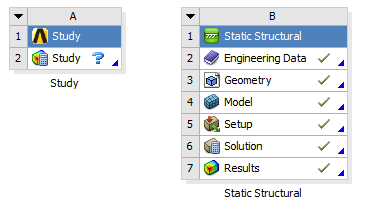 A
1 Study
2 Study ?
Study
B
1 Static Structural
2 Engineering Data
3 Geometry
4 Model
5 Setup
6 Solution
7 Results
Static Structural